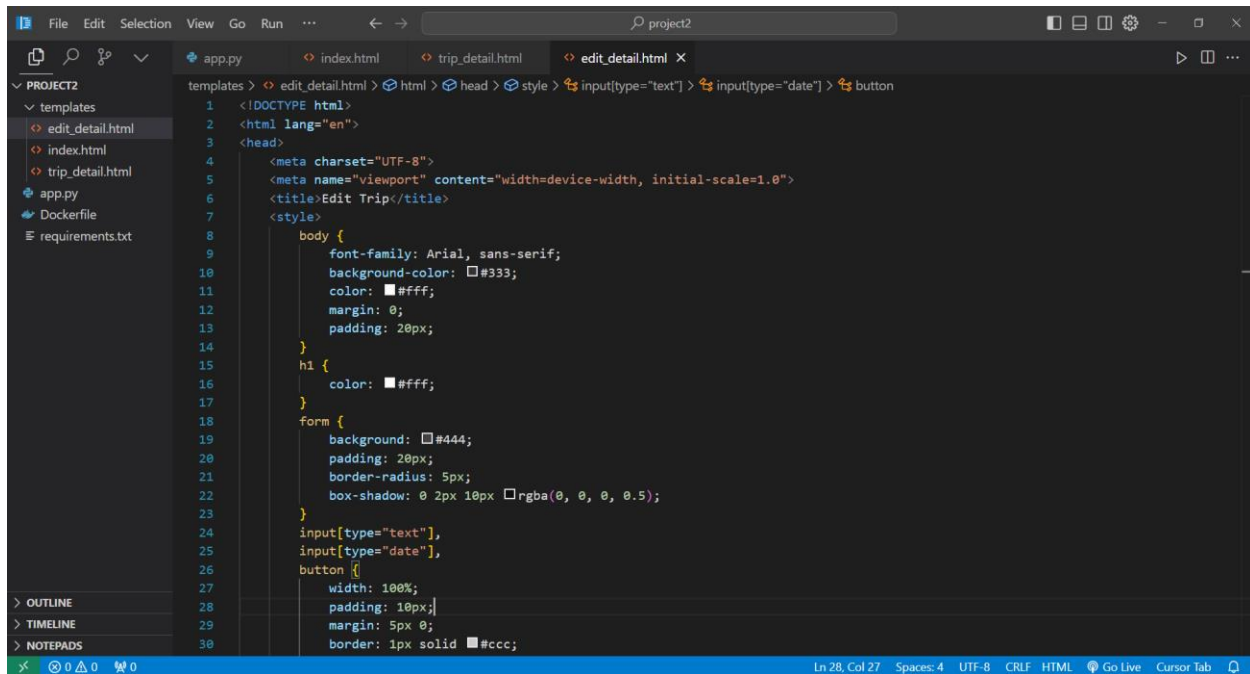 File Edit Selection View Go Run ··· ← → project2
app.py index.html trip_detail.html edit_detail.html
PROJECT2
templates
edit_detail.html
index.html
trip_detail.html
app.py
Dockerfile
requirements.txt
OUTLINE
TIMELINE
NOTEPADS
templates > edit_detail.html > html > head > style > input[type="text"] > input[type="date"] > button
1 <!DOCTYPE html>
2 <html lang="en">
3 <head>
4     <meta charset="UTF-8">
5     <meta name="viewport" content="width=device-width, initial-scale=1.0">
6     <title>Edit Trip</title>
7     <style>
8         body {
9             font-family: Arial, sans-serif;
10             background-color: #333;
11             color: #fff;
12             margin: 0;
13             padding: 20px;
14         }
15         h1 {
16             color: #fff;
17         }
18         form {
19             background: #444;
20             padding: 20px;
21             border-radius: 5px;
22             box-shadow: 0 2px 10px rgba(0, 0, 0, 0.5);
23         }
24         input[type="text"],
25         input[type="date"],
26         button {
27             width: 100%;
28             padding: 10px;
29             margin: 5px 0;
30             border: 1px solid #ccc;
0 0 0 Ln 28, Col 27 Spaces: 4 UTF-8 CRLF HTML Go Live Cursor Tab